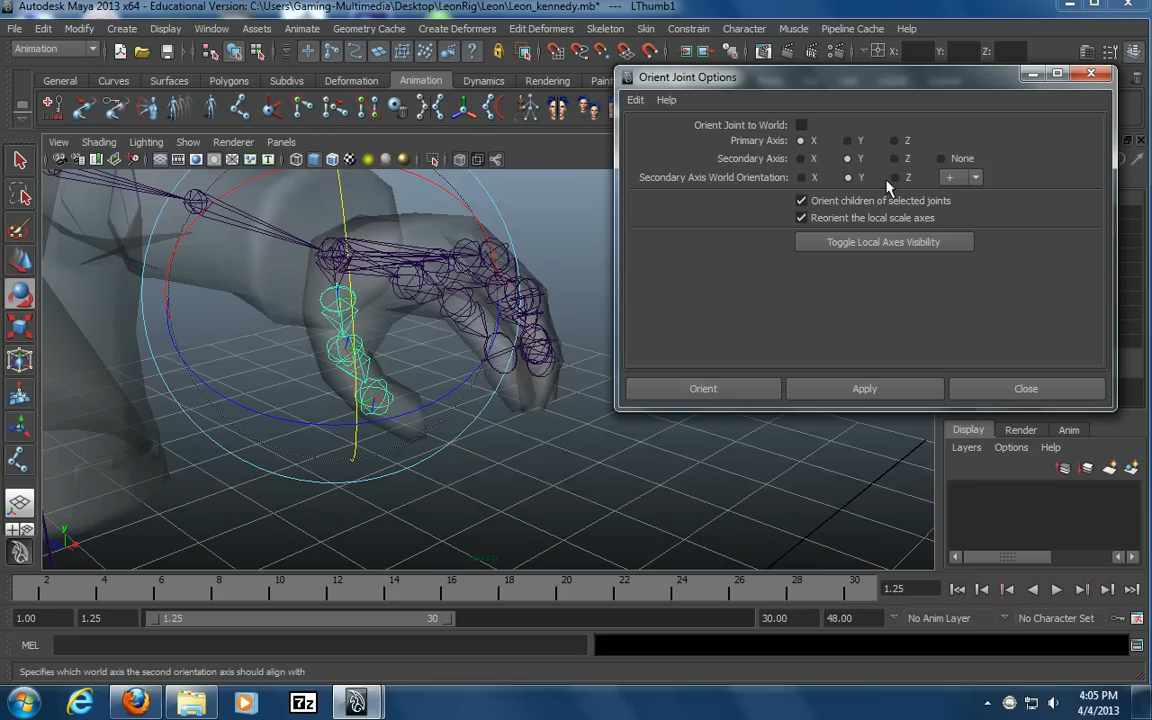 Autodesk Maya 2013 x64 - Educational Version: C:\Users\Gaming-Multimedia\Desktop\LeonRig\Leon\Leon_kennedy.mb* --- LThumb1
File Edit Modify Create Display Window Assets Animate Geometry Cache Create Deformers Edit Deformers Skeleton Skin Constrain Character Muscle Pipeline Cache Help
Animation X: Y: Z:
General Curves Surfaces Polygons Subdivs Deformation Animation Dynamics Rendering
View Shading Lighting Show Renderer Panels
Orient Joint Options
Edit Help
Orient Joint to World:
Primary Axis: X Y Z
Secondary Axis: X Y Z None
Secondary Axis World Orientation: X Y Z +
Orient children of selected joints
Reorient the local scale axes
Toggle Local Axes Visibility
Orient Apply Close
Display Render Anim
Layers Options Help
y
2 4 6 8 10 12 14 16 18 20 22 24 26 28 30 1.25
1.00 1.25 1.25 30 30.00 48.00 No Anim Layer No Character Set
MEL
Specifies which world axis the second orientation axis should align with
7z
4:05 PM
4/4/2013